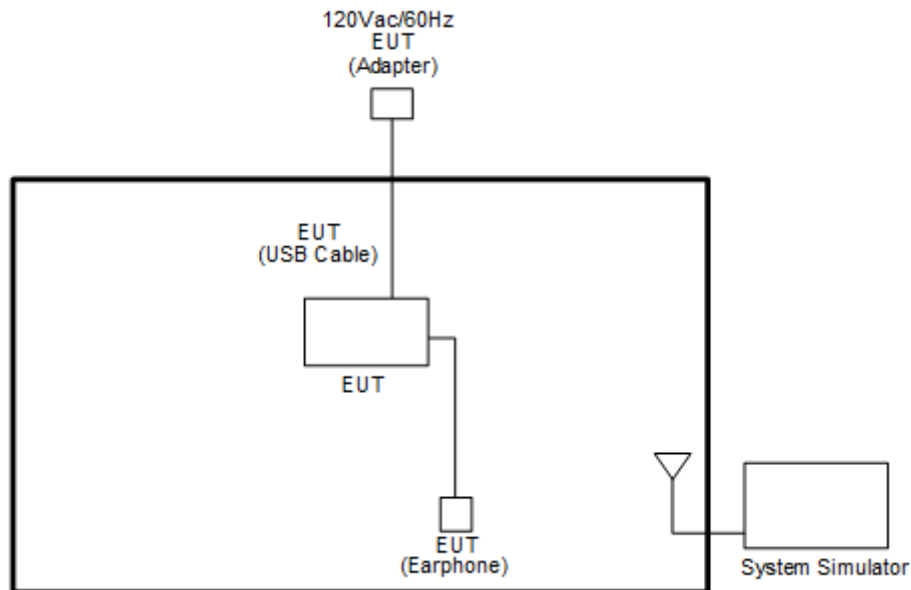 120Vac/60Hz
EUT
(Adapter)
EUT
(USB Cable)
EUT
EUT
(Earphone)
System Simulator